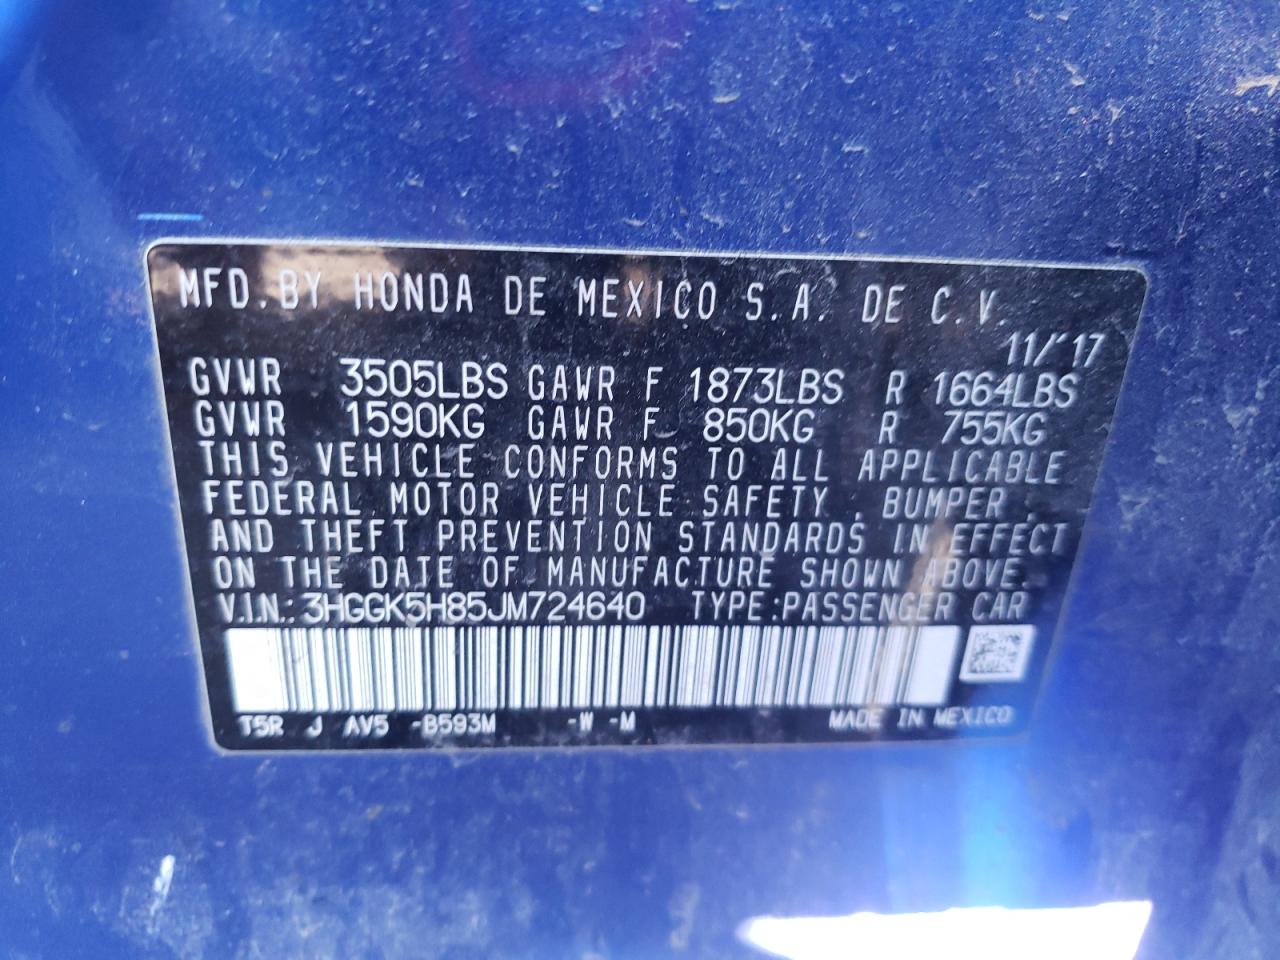 MFD.BY HONDA DE MEXICO S.A. DE C.V.
11/'17
GVWR 3505LBS GAWR F 1873LBS R 1664LBS
GVWR 1590KG GAWR F 850KG R 755KG
THIS VEHICLE CONFORMS TO ALL APPLICABLE
FEDERAL MOTOR VEHICLE SAFETY, BUMPER,
AND THEFT PREVENTION STANDARDS IN EFFECT
ON THE DATE OF MANUFACTURE SHOWN ABOVE.
V.I.N.: 3HGGK5H85JM724640 TYPE:PASSENGER CAR
T5R J AV5 -B593M -W -M MADE IN MEXICO